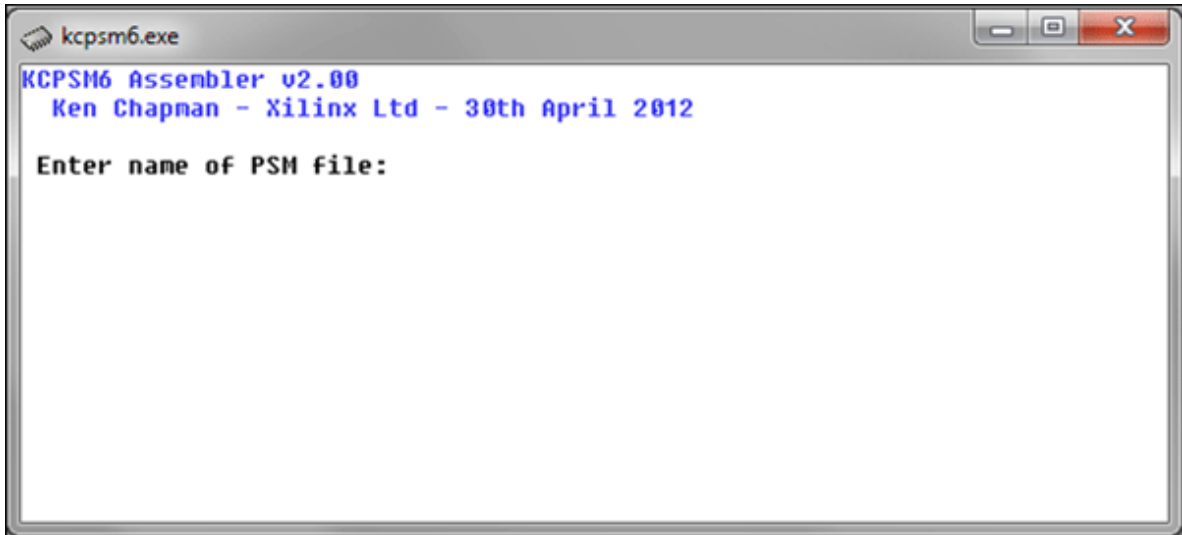 kcpsm6.exe
KCPSM6 Assembler v2.00
Ken Chapman - Xilinx Ltd - 30th April 2012
Enter name of PSM file: